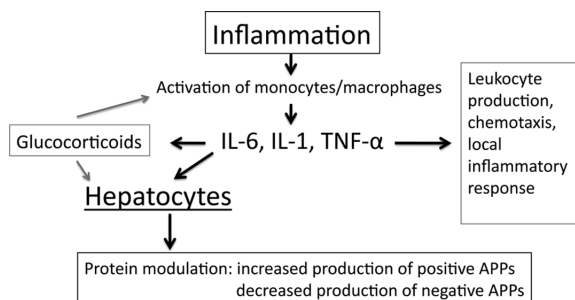 Inflammation
Activation of monocytes/macrophages
Glucocorticoids
IL-6, IL-1, TNF-α
Leukocyte
production,
chemotaxis,
local
inflammatory
response
Hepatocytes
Protein modulation: increased production of positive APPs
decreased production of negative APPs